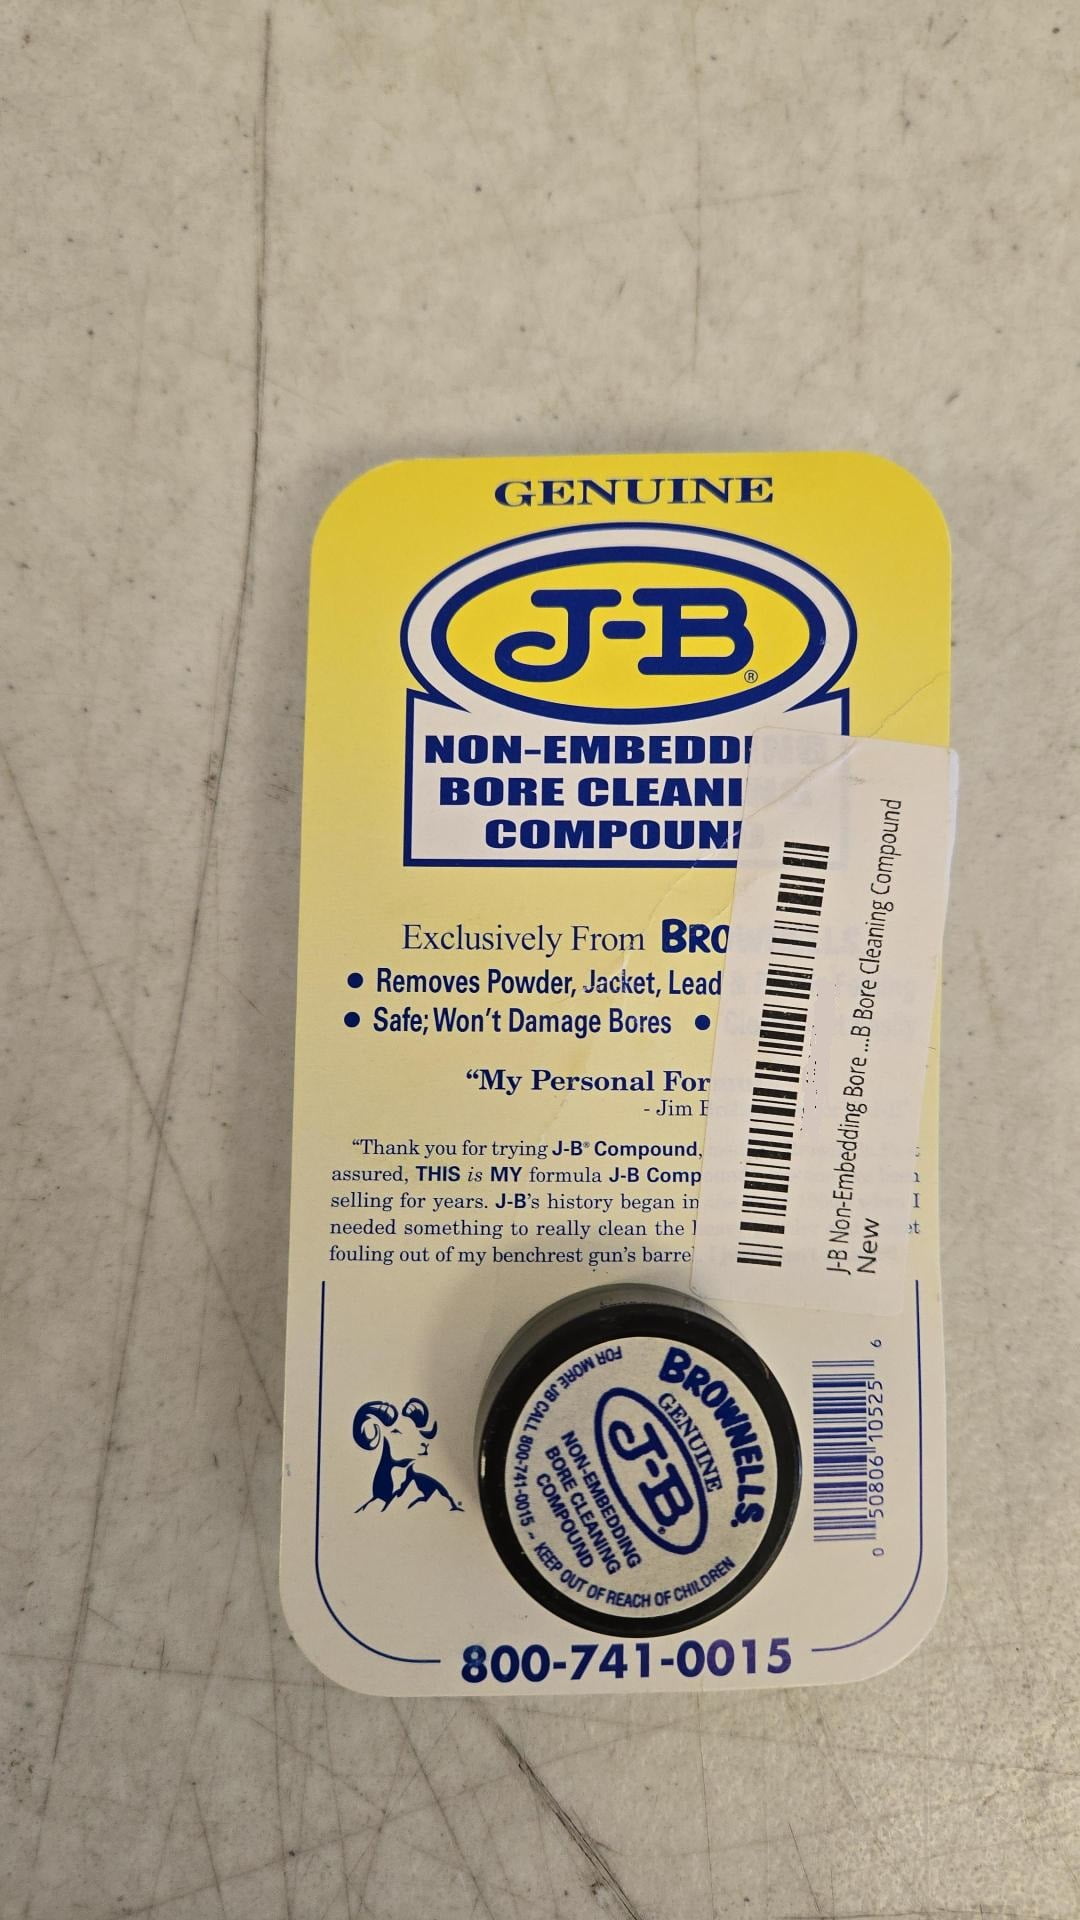 GENUINE
J-B®
NON-EMBEDDING
BORE CLEANING
COMPOUND
Exclusively From BRO
• Removes Powder, Jacket, Lead
• Safe; Won't Damage Bores •
“My Personal For
- Jim
“Thank you for trying J-B® Compound,
assured, THIS is MY formula J-B Comp
selling for years. J-B's history began in I
needed something to really clean the
fouling out of my benchrest gun's barrel
J-B Non-Embedding Bore ...B Bore Cleaning Compound
New
BROWNELLS®
GENUINE
J-B®
NON-EMBEDDING
BORE CLEANING
COMPOUND
FOR MORE JB CALL 800-741-0015 ~ KEEP OUT OF REACH OF CHILDREN
0 50806 10525 6
800-741-0015